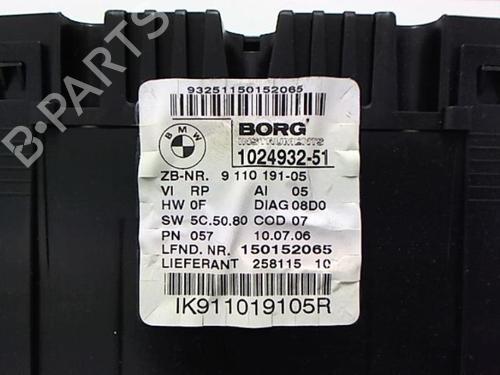 93251150152065
BMW BORG
INSTRUMENTS
1024932-51
ZB-NR. 9 110 191-05
VI RP AI 05
HW 0F DIAG 08D0
SW 5C.50.80 COD 07
PN 057 10.07.06
LFND. NR. 150152065
LIEFERANT 258115 10
IK911019105R
B-PARTS